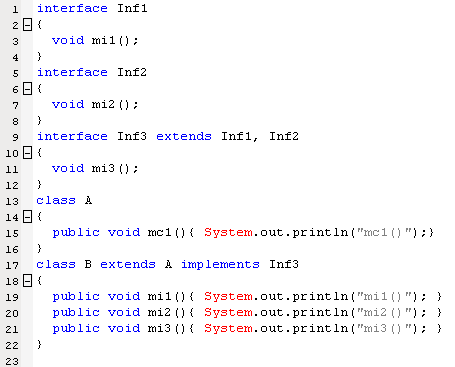 1 interface Inf1
2 {
3 void mi1();
4 }
5 interface Inf2
6 {
7 void mi2();
8 }
9 interface Inf3 extends Inf1, Inf2
10 {
11 void mi3();
12 }
13 class A
14 {
15 public void mc1(){ System.out.println("mc1()");}
16 }
17 class B extends A implements Inf3
18 {
19 public void mi1(){ System.out.println("mi1()"); }
20 public void mi2(){ System.out.println("mi2()"); }
21 public void mi3(){ System.out.println("mi3()"); }
22 }
23